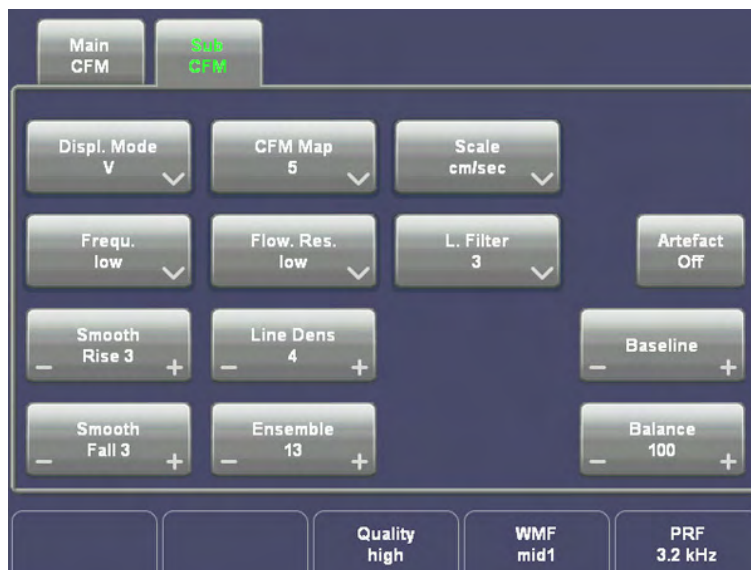 Main
CFM
Sub
CFM
Displ. Mode
V
CFM Map
5
Scale
cm/sec
Frequ.
low
Flow. Res.
low
L. Filter
3
Artefact
Off
Smooth
Rise 3
- +
Line Dens
4
- +
Baseline
- +
Smooth
Fall 3
- +
Ensemble
13
- +
Balance
100
- +
Quality
high
WMF
mid1
PRF
3.2 kHz